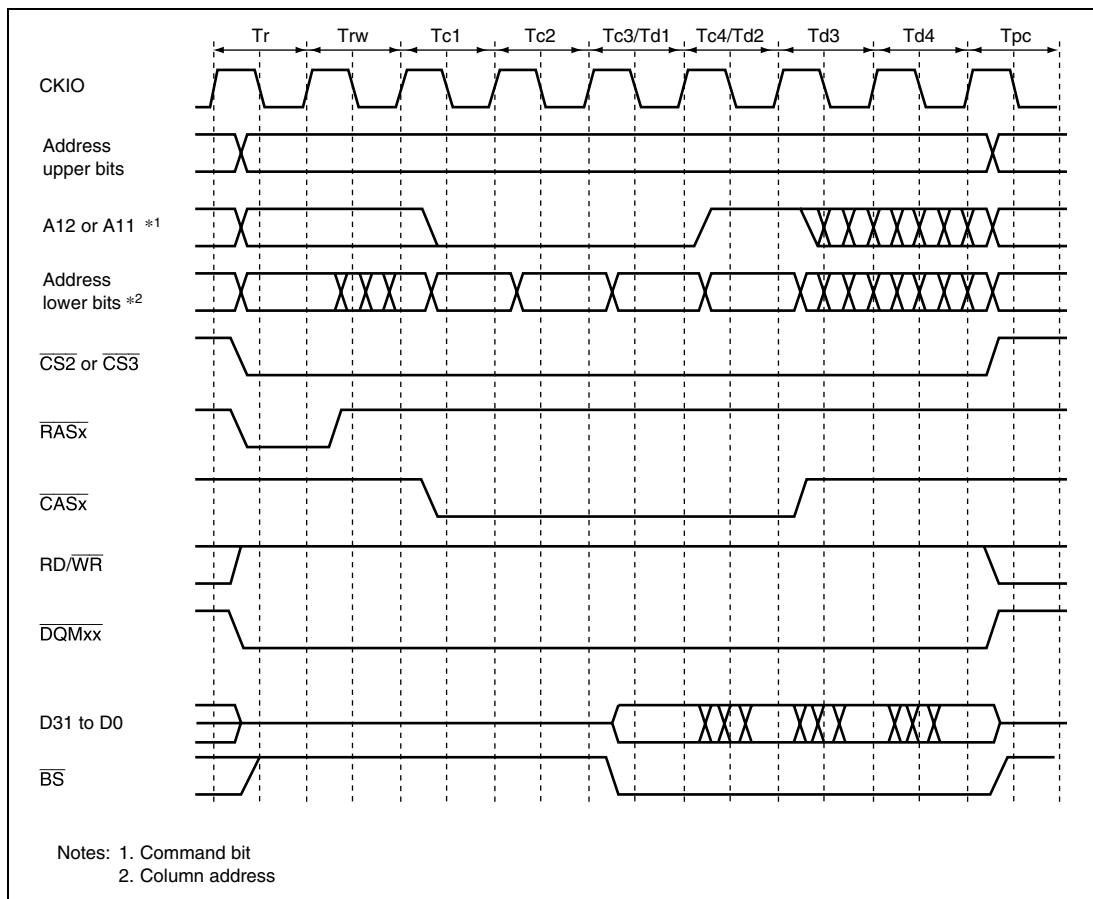 Tr Trw Tc1 Tc2 Tc3/Td1 Tc4/Td2 Td3 Td4 Tpc
CKIO
Address
upper bits
A12 or A11 *1
Address
lower bits *2
CS2 or CS3
RASx
CASx
RD/WR
DQMxx
D31 to D0
BS
Notes: 1. Command bit
2. Column address